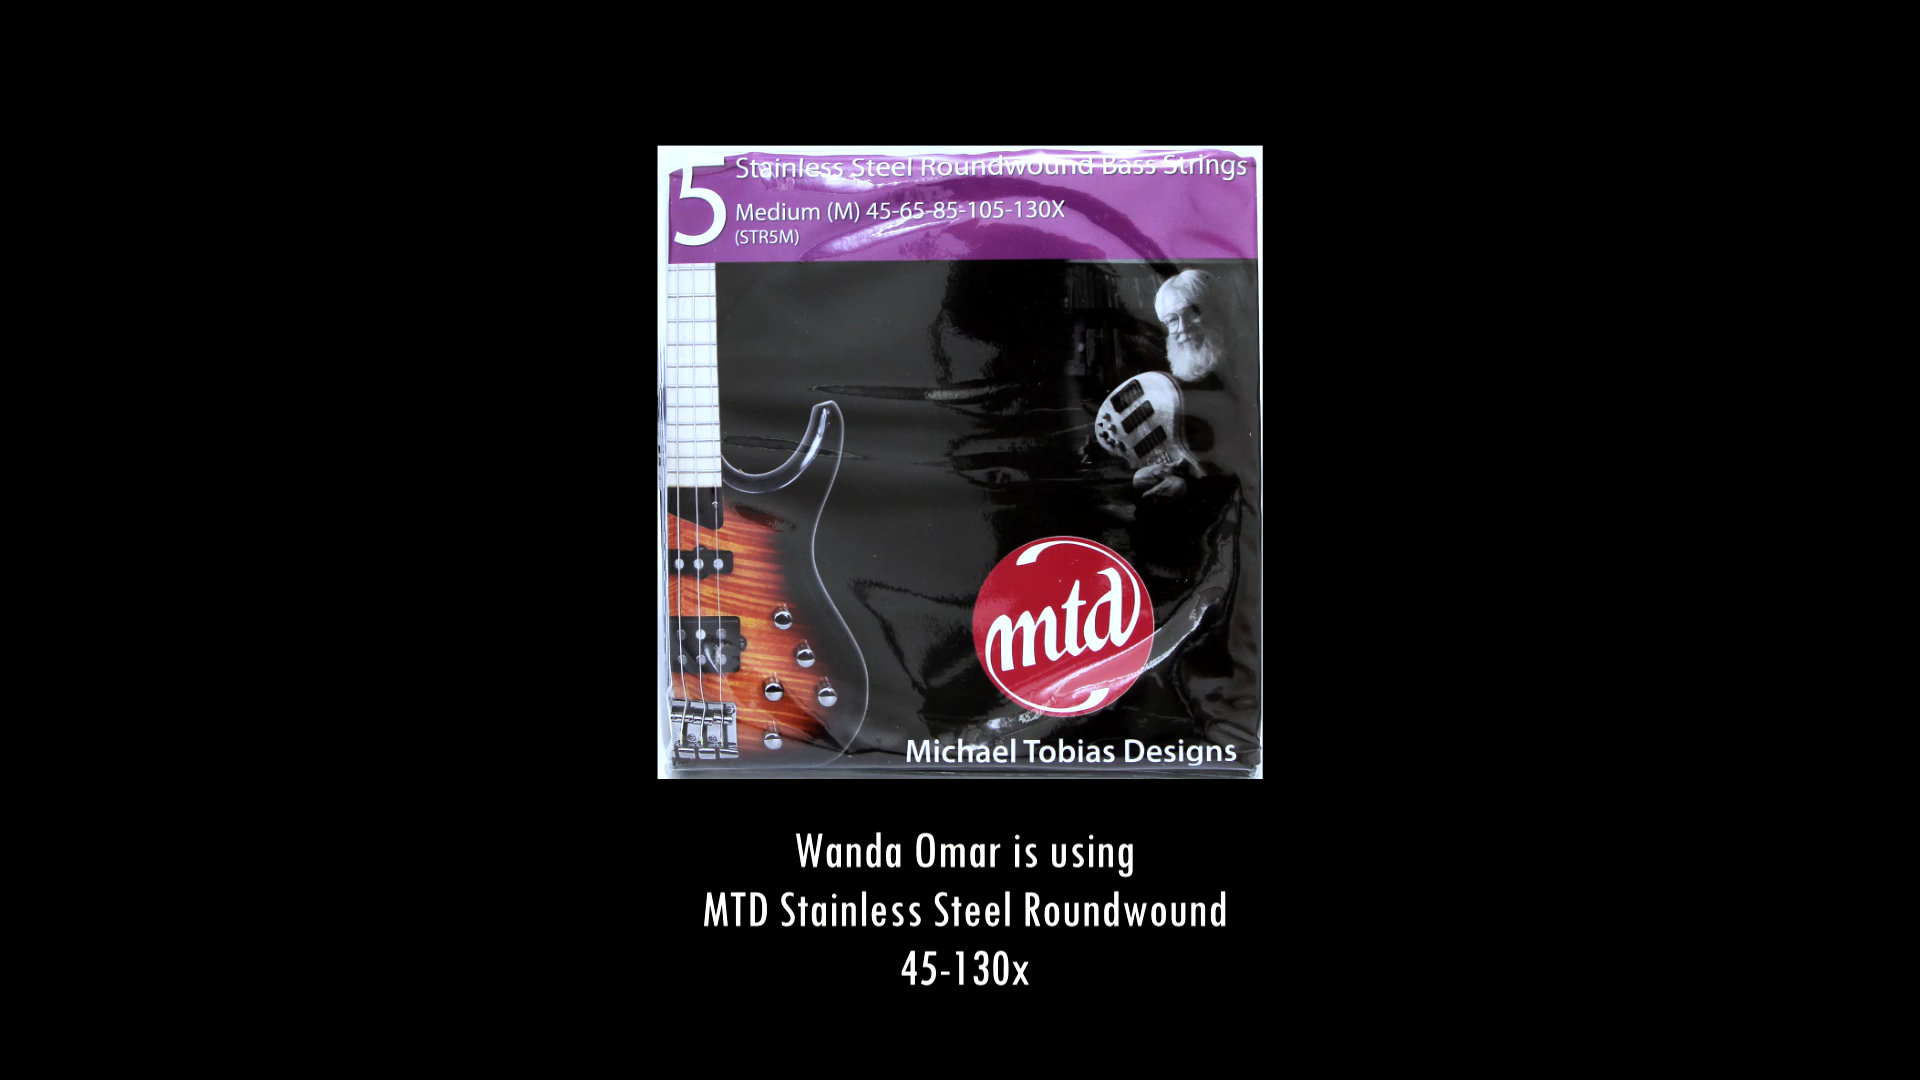 5
Stainless Steel Roundwound Bass Strings
Medium (M) 45-65-85-105-130X
(STR5M)
mtd
Michael Tobias Designs
Wanda Omar is using
MTD Stainless Steel Roundwound
45-130x